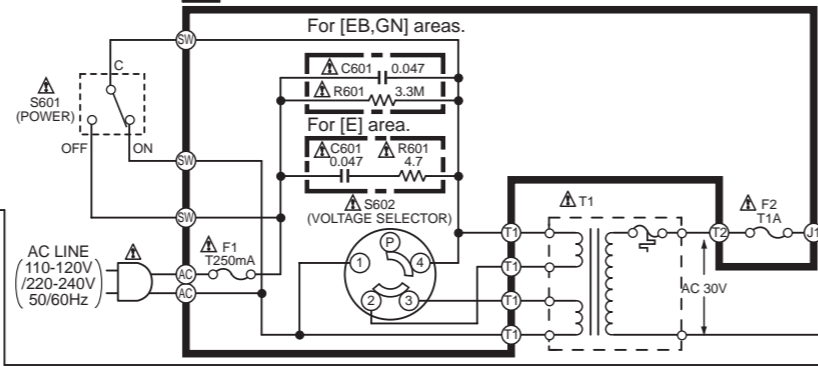 For [EB,GN] areas.
SW
C
C601 0.047
R601 3.3M
S601
(POWER)
For [E] area.
OFF
ON
C601
0.047
R601
4.7
SW
SW
S602
(VOLTAGE SELECTOR)
T1
F2
T1A
F1
T250mA
AC LINE
110-120V
/220-240V
50/60Hz
P
1
4
2
3
T1
T1
T1
T1
T2
J1
AC
AC
AC 30V